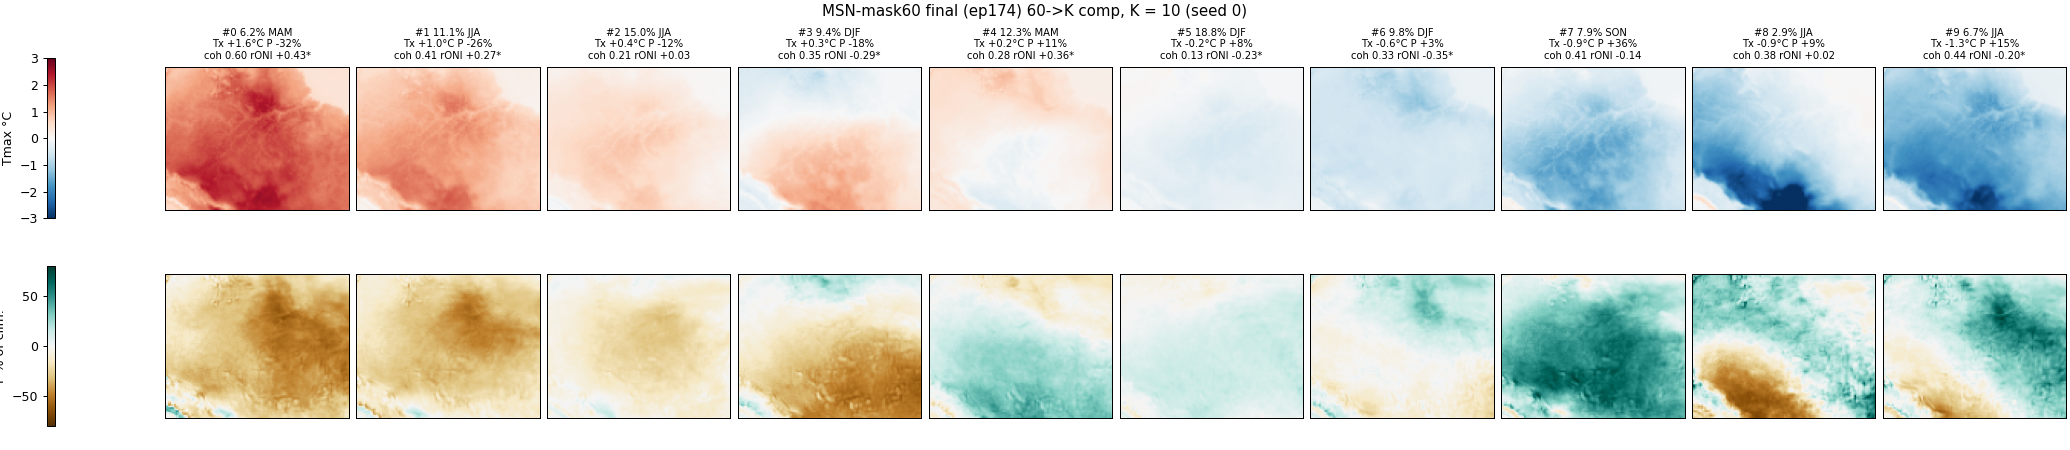 MSN-mask60 final (ep174) 60->K comp, K = 10 (seed 0)
#0 6.2% MAM
Tx +1.6°C P -32%
coh 0.60 rONI +0.43*
#1 11.1% JJA
Tx +1.0°C P -26%
coh 0.41 rONI +0.27*
#2 15.0% JJA
Tx +0.4°C P -12%
coh 0.21 rONI +0.03
#3 9.4% DJF
Tx +0.3°C P -18%
coh 0.35 rONI -0.29*
#4 12.3% MAM
Tx +0.2°C P +11%
coh 0.28 rONI +0.36*
#5 18.8% DJF
Tx -0.2°C P +8%
coh 0.13 rONI -0.23*
#6 9.8% DJF
Tx -0.6°C P +3%
coh 0.33 rONI -0.35*
#7 7.9% SON
Tx -0.9°C P +36%
coh 0.41 rONI -0.14
#8 2.9% JJA
Tx -0.9°C P +9%
coh 0.38 rONI +0.02
#9 6.7% JJA
Tx -1.3°C P +15%
coh 0.44 rONI -0.20*
Tmax °C
3
2
1
0
−1
−2
−3
50
0
−50